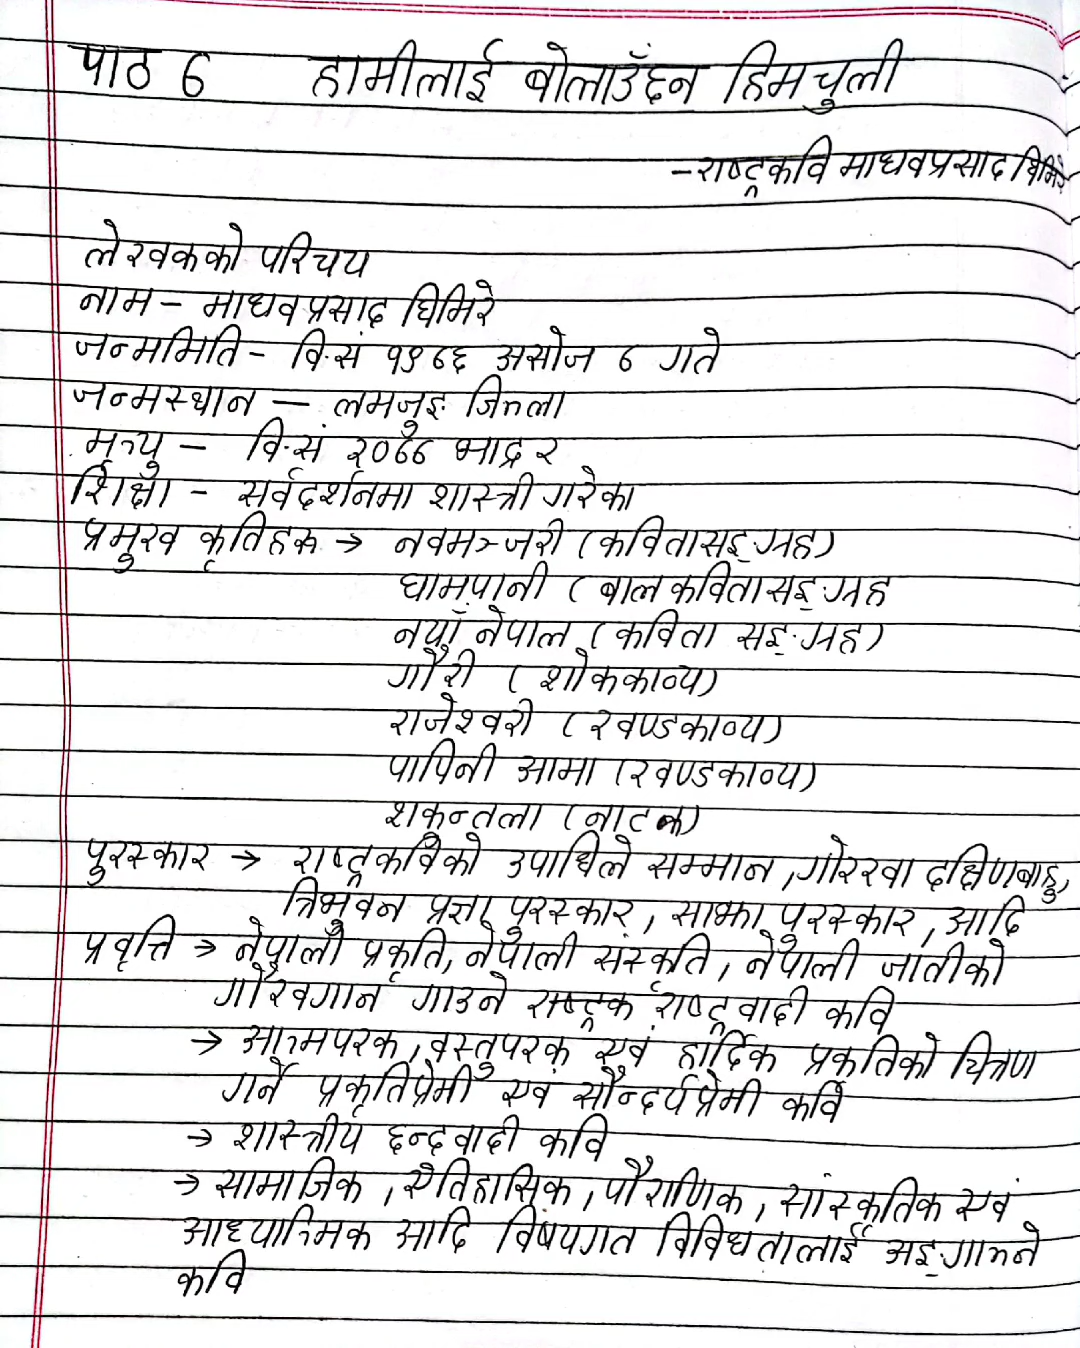 पाठ ७ हामीलाई बोलाउँदैन हिमचुली
-राष्ट्रकवि माधवप्रसाद घिमिरे
लेखकको परिचय
नाम - माधवप्रसाद घिमिरे
जन्ममिति - वि.सं १९७६ असोज ७ गते
जन्मस्थान - लमजुङ जिल्ला
मृत्यु - वि.सं २०७७ भाद्र २
शिक्षा - सर्वदर्शनमा शास्त्री गरेका
प्रमुख कृतिहरू → नवमञ्जरी (कवितासङ्ग्रह)
घामपानी (बालकवितासङ्ग्रह
नयाँ नेपाल (कविता सङ्ग्रह)
गौरी (शोककाव्य)
राजेश्वरी (खण्डकाव्य)
पापिनी आमा (खण्डकाव्य)
शकुन्तला (नाटक)
पुरस्कार → राष्ट्रकविको उपाधिले सम्मान, गोरखा दक्षिणबाहु,
त्रिभुवन प्रज्ञा पुरस्कार, साझा पुरस्कार, आदि
प्रवृत्ति → नेपाली प्रकृति, नेपाली संस्कृति, नेपाली जातीको
गौरवगान गाउने राष्ट्रवादी कवि
→ आत्मपरक, वस्तुपरक एवं हार्दिक प्रकृतिको चित्रण
गर्ने प्रकृतिप्रेमी एवं सौन्दर्यप्रेमी कवि
→ शास्त्रीय छन्दवादी कवि
→ सामाजिक, ऐतिहासिक, पौराणिक, सांस्कृतिक एवं
आध्यात्मिक आदि विषयगत विविधतालाई अङ्गाल्ने
कवि